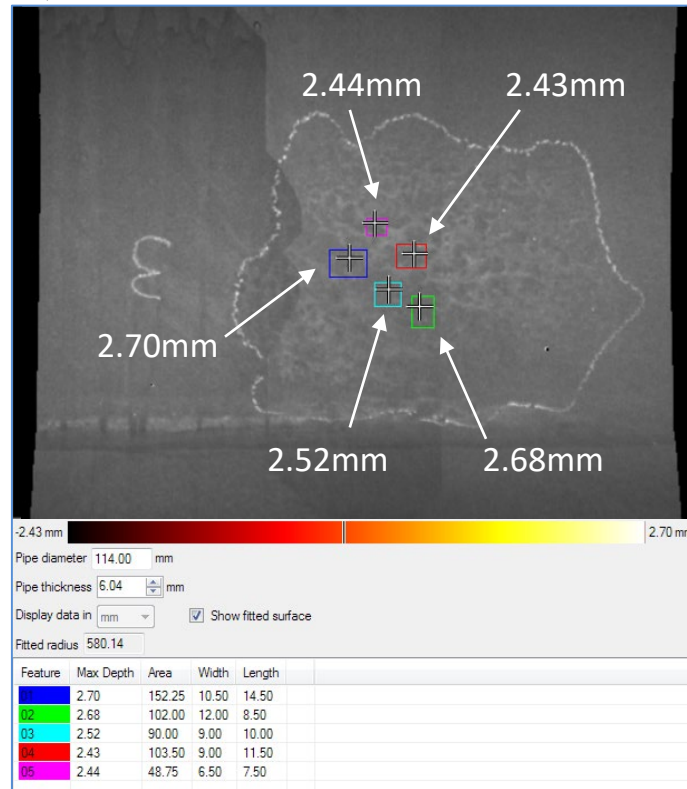 2.44mm 2.43mm
2.70mm
2.52mm 2.68mm
-2.43 mm 2.70 mm
Pipe diameter 114.00 mm
Pipe thickness 6.04 mm
Display data in mm Show fitted surface
Fitted radius 580.14
Feature Max Depth Area Width Length
01 2.70 152.25 10.50 14.50
02 2.68 102.00 12.00 8.50
03 2.52 90.00 9.00 10.00
04 2.43 103.50 9.00 11.50
05 2.44 48.75 6.50 7.50